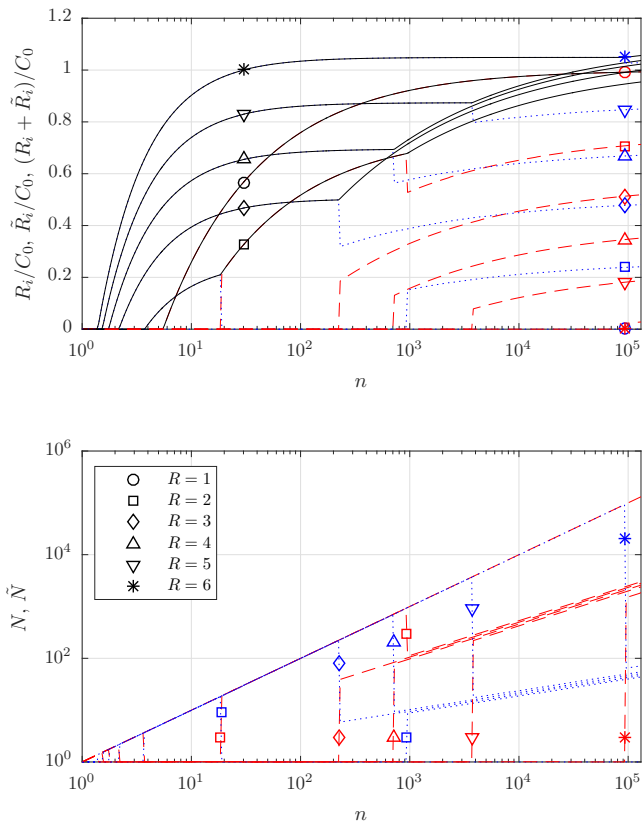 1
0.8
0.6
0.4
0.2
0
10^0
10^1
10^2
10^3
10^4
10^5
n
R_i/C_0, R̃_i/C_0, (R_i + R̃_i)/C_0
10^6
10^4
10^2
10^0
R = 1
R = 2
R = 3
R = 4
R = 5
R = 6
10^0
10^1
10^2
10^3
10^4
10^5
n
N, Ñ